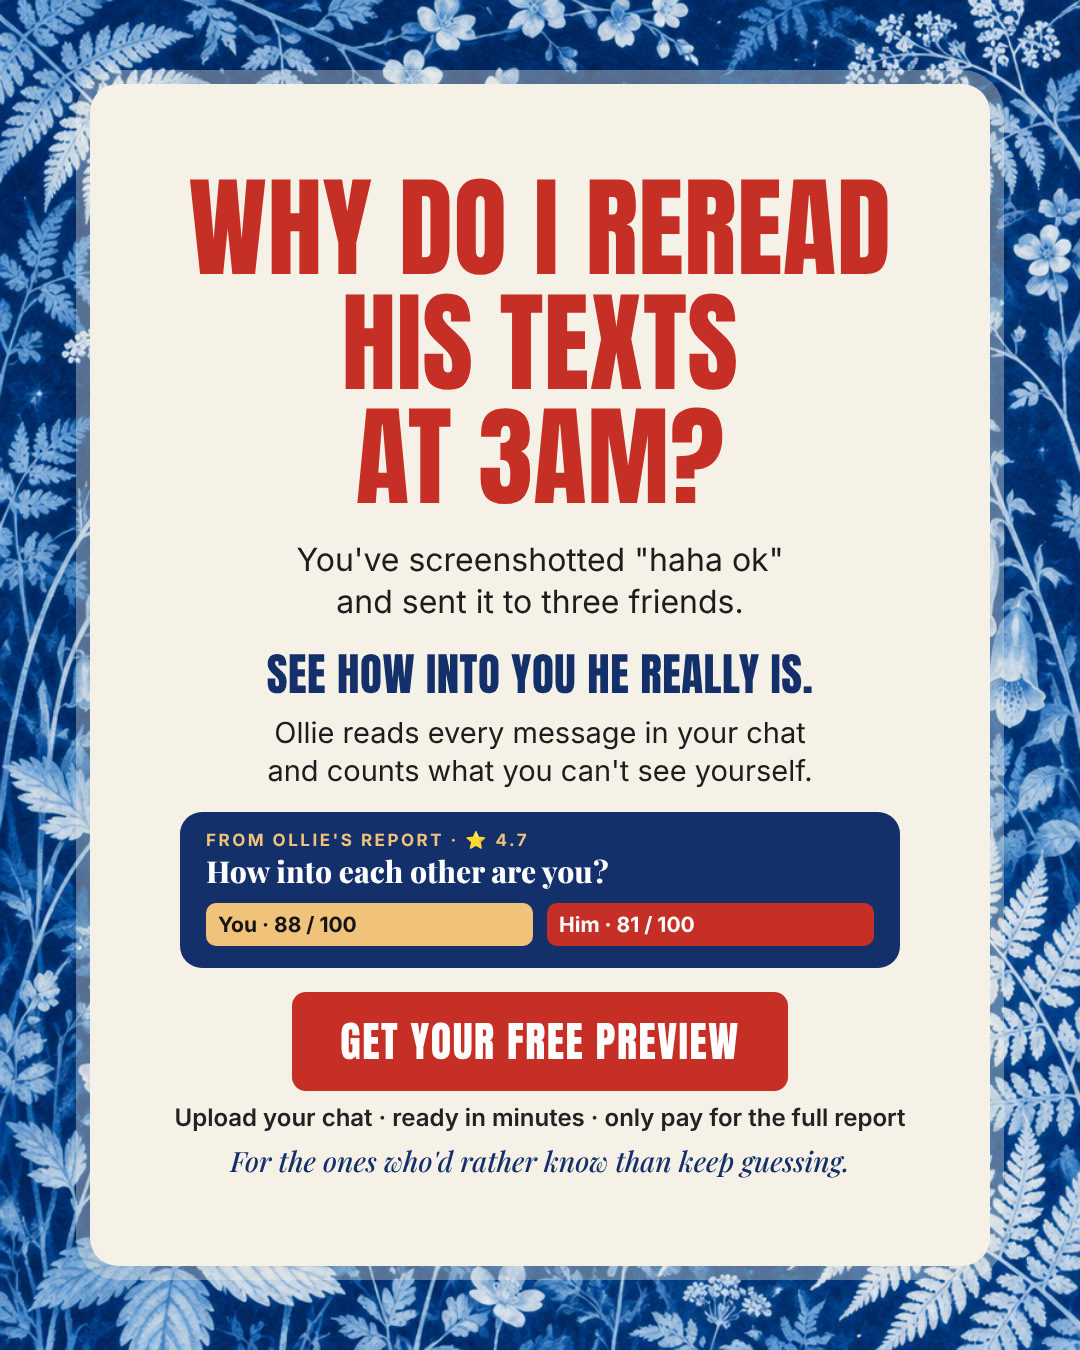 WHY DO I REREAD
HIS TEXTS
AT 3AM?
You've screenshotted "haha ok"
and sent it to three friends.
SEE HOW INTO YOU HE REALLY IS.
Ollie reads every message in your chat
and counts what you can't see yourself.
FROM OLLIE'S REPORT · ⭐ 4.7
How into each other are you?
You · 88 / 100
Him · 81 / 100
GET YOUR FREE PREVIEW
Upload your chat · ready in minutes · only pay for the full report
For the ones who'd rather know than keep guessing.